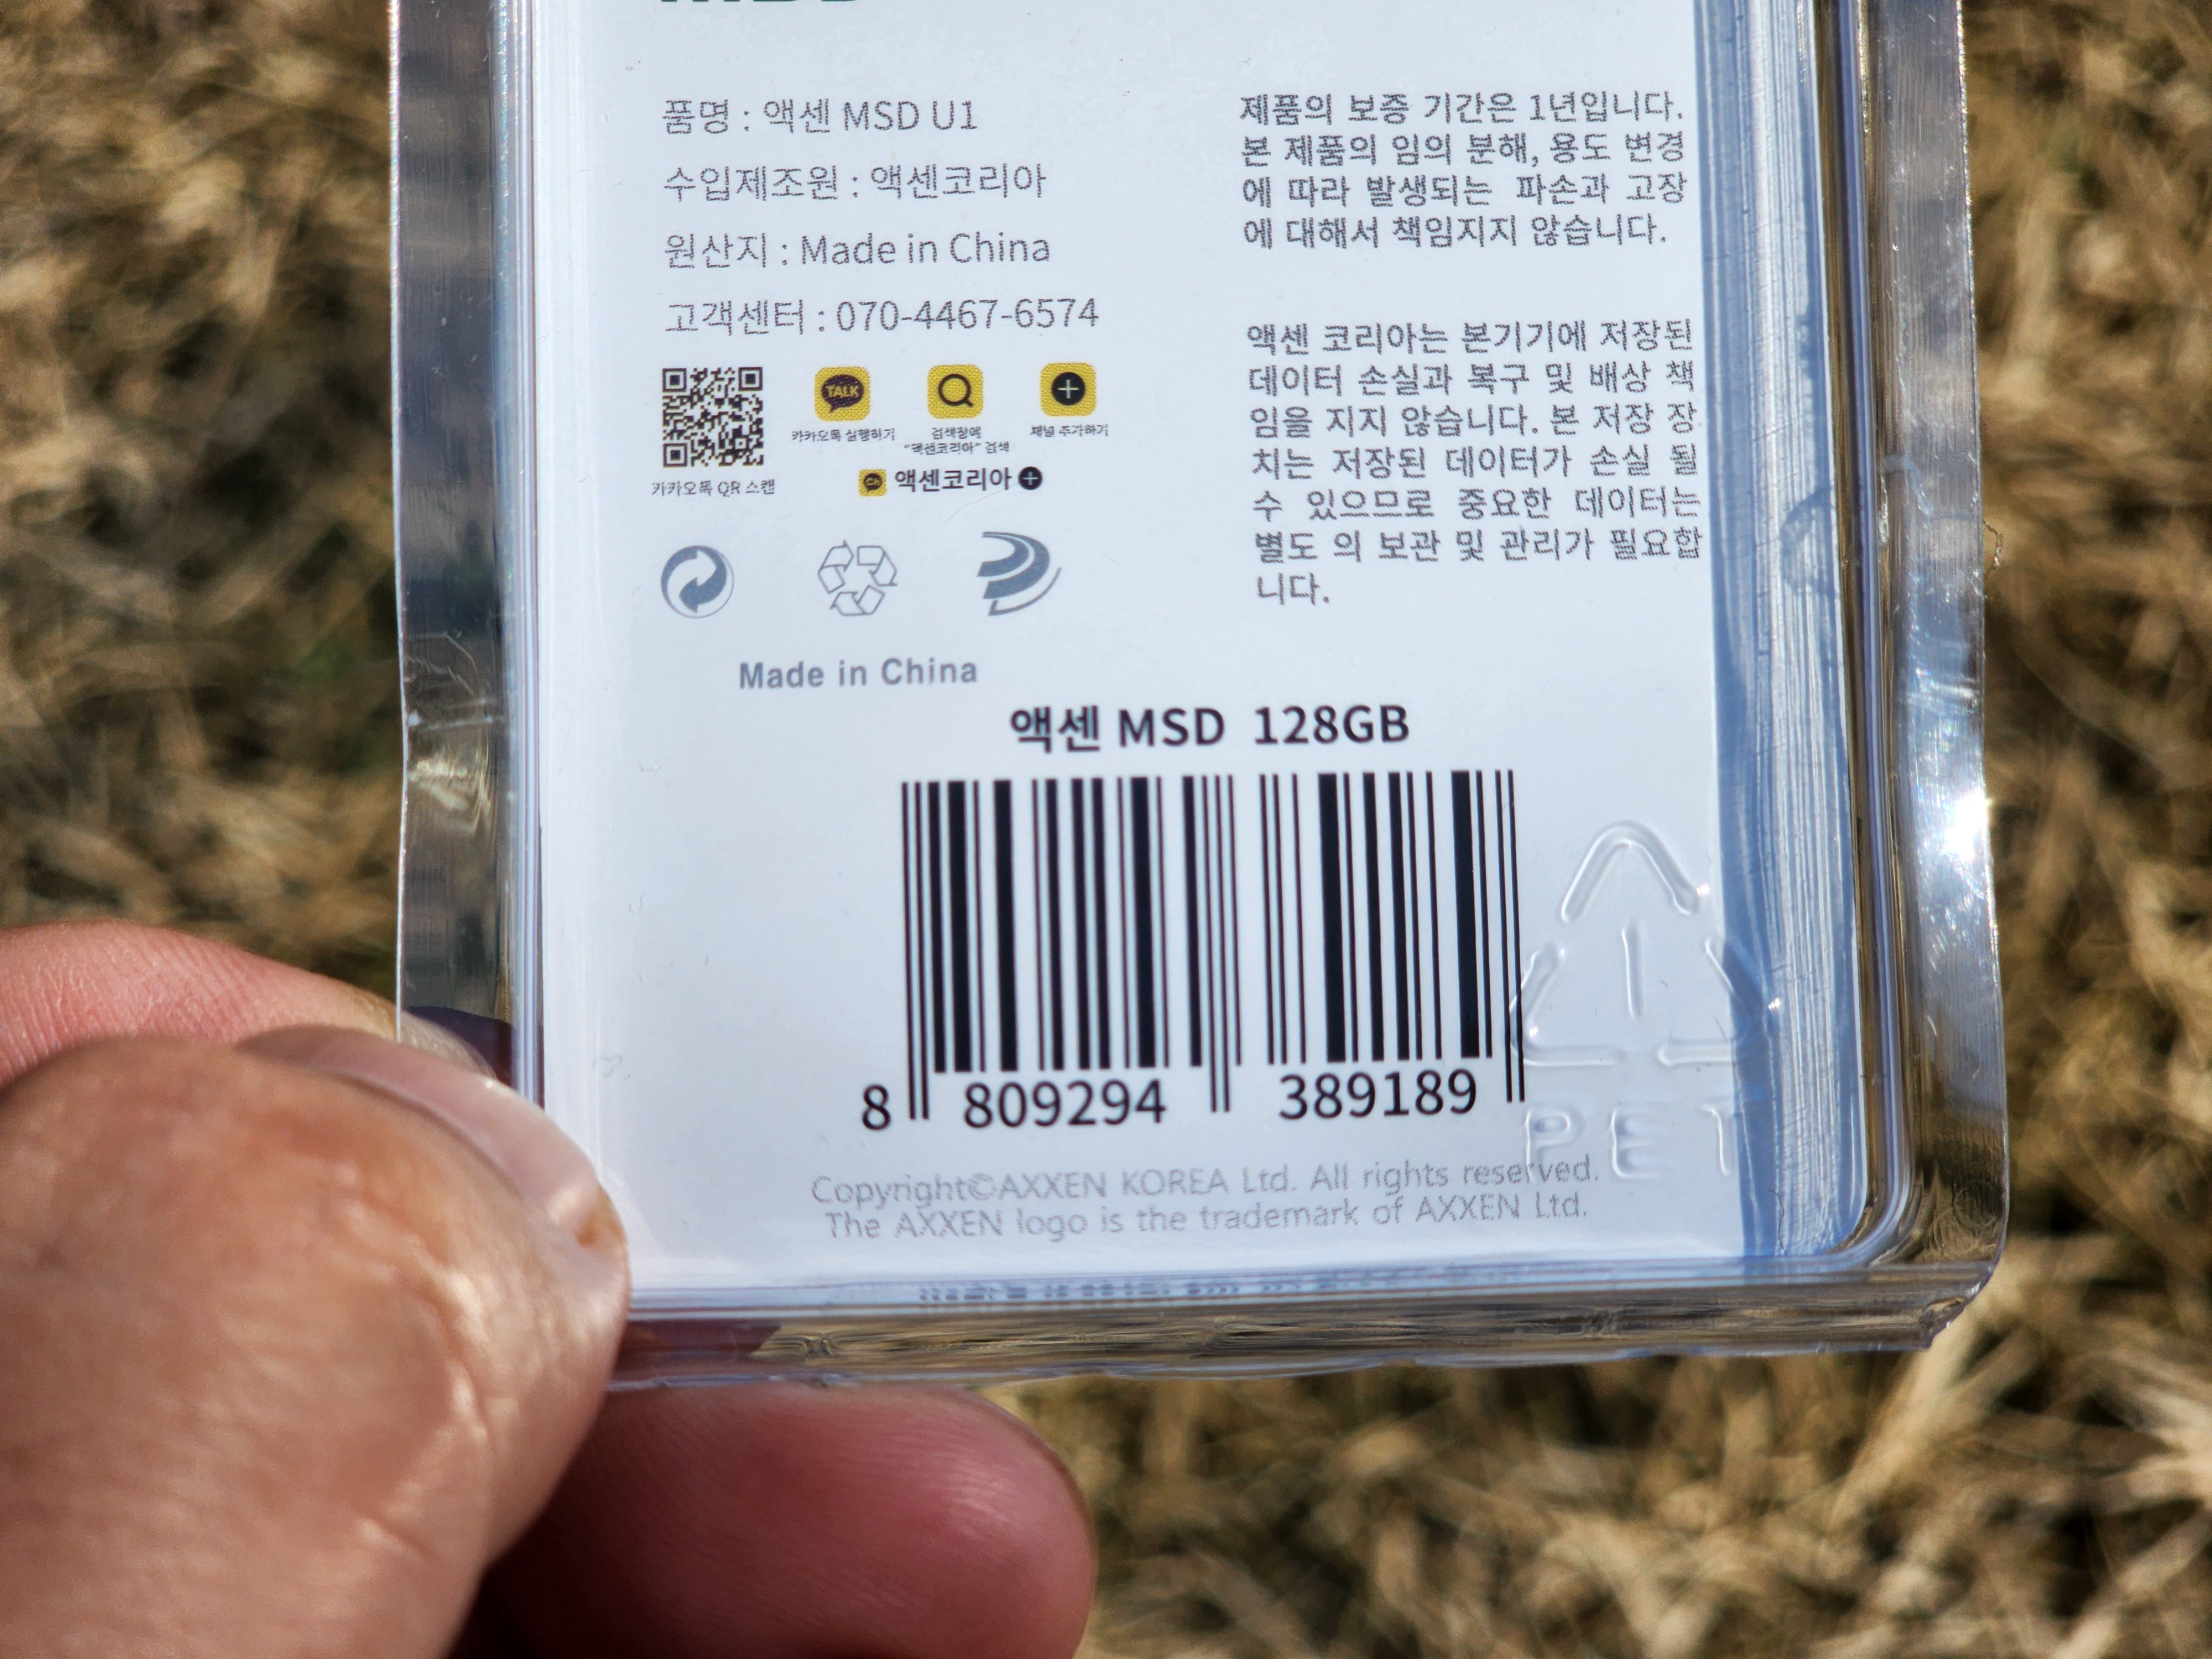 품명 : 액센 MSD U1
수입제조원 : 액센코리아
원산지 : Made in China
고객센터 : 070-4467-6574
TALK
카카오톡 실행하기
검색창에
"액센코리아" 검색
채널 추가하기
카카오톡 QR 스캔
Ch 액센코리아
제품의 보증 기간은 1년입니다.
본 제품의 임의 분해, 용도 변경
에 따라 발생되는 파손과 고장
에 대해서 책임지지 않습니다.
액센 코리아는 본기기에 저장된
데이터 손실과 복구 및 배상 책
임을 지지 않습니다. 본 저장 장
치는 저장된 데이터가 손실 될
수 있으므로 중요한 데이터는
별도 의 보관 및 관리가 필요합
니다.
Made in China
액센 MSD 128GB
8 809294 389189
1
PET
Copyright©AXXEN KOREA Ltd. All rights reserved.
The AXXEN logo is the trademark of AXXEN Ltd.